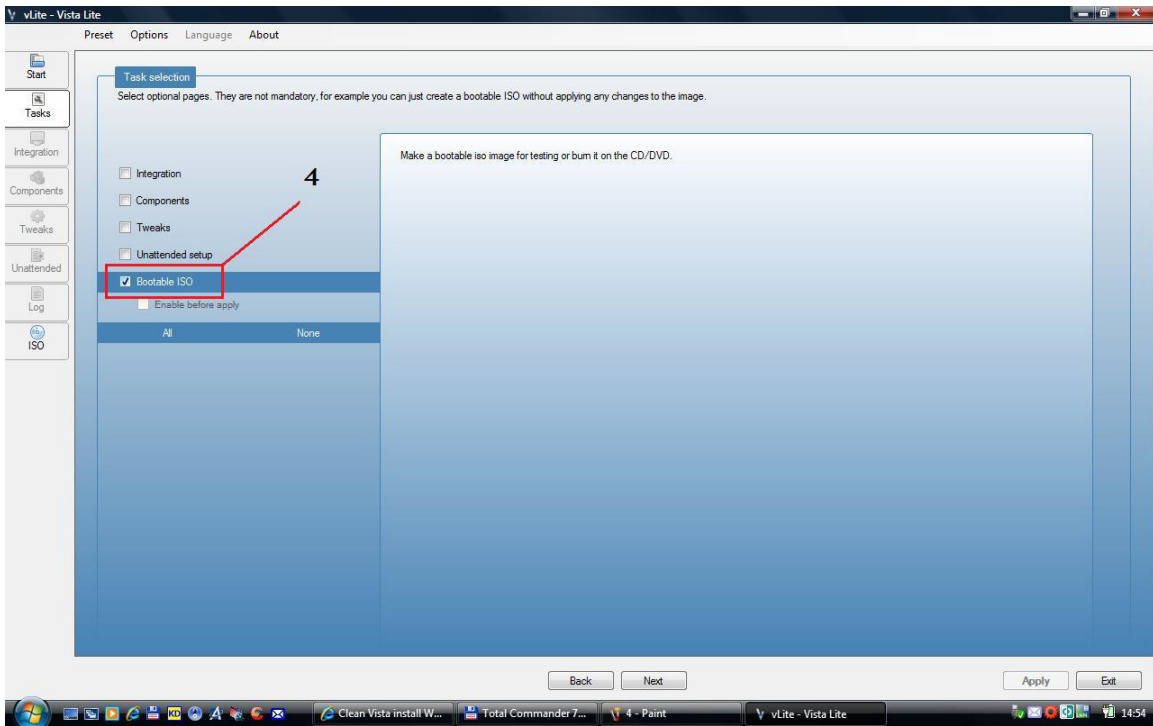 vLite - Vista Lite
Preset Options Language About
Start
Tasks
Integration
Components
Tweaks
Unattended
Log
ISO
Task selection
Select optional pages. They are not mandatory, for example you can just create a bootable ISO without applying any changes to the image.
Integration
Components
Tweaks
Unattended setup
Bootable ISO
Enable before apply
All None
4
Make a bootable iso image for testing or burn it on the CD/DVD.
Back Next Apply Exit
KD Clean Vista install W... Total Commander 7... 4 - Paint vLite - Vista Lite 14:54